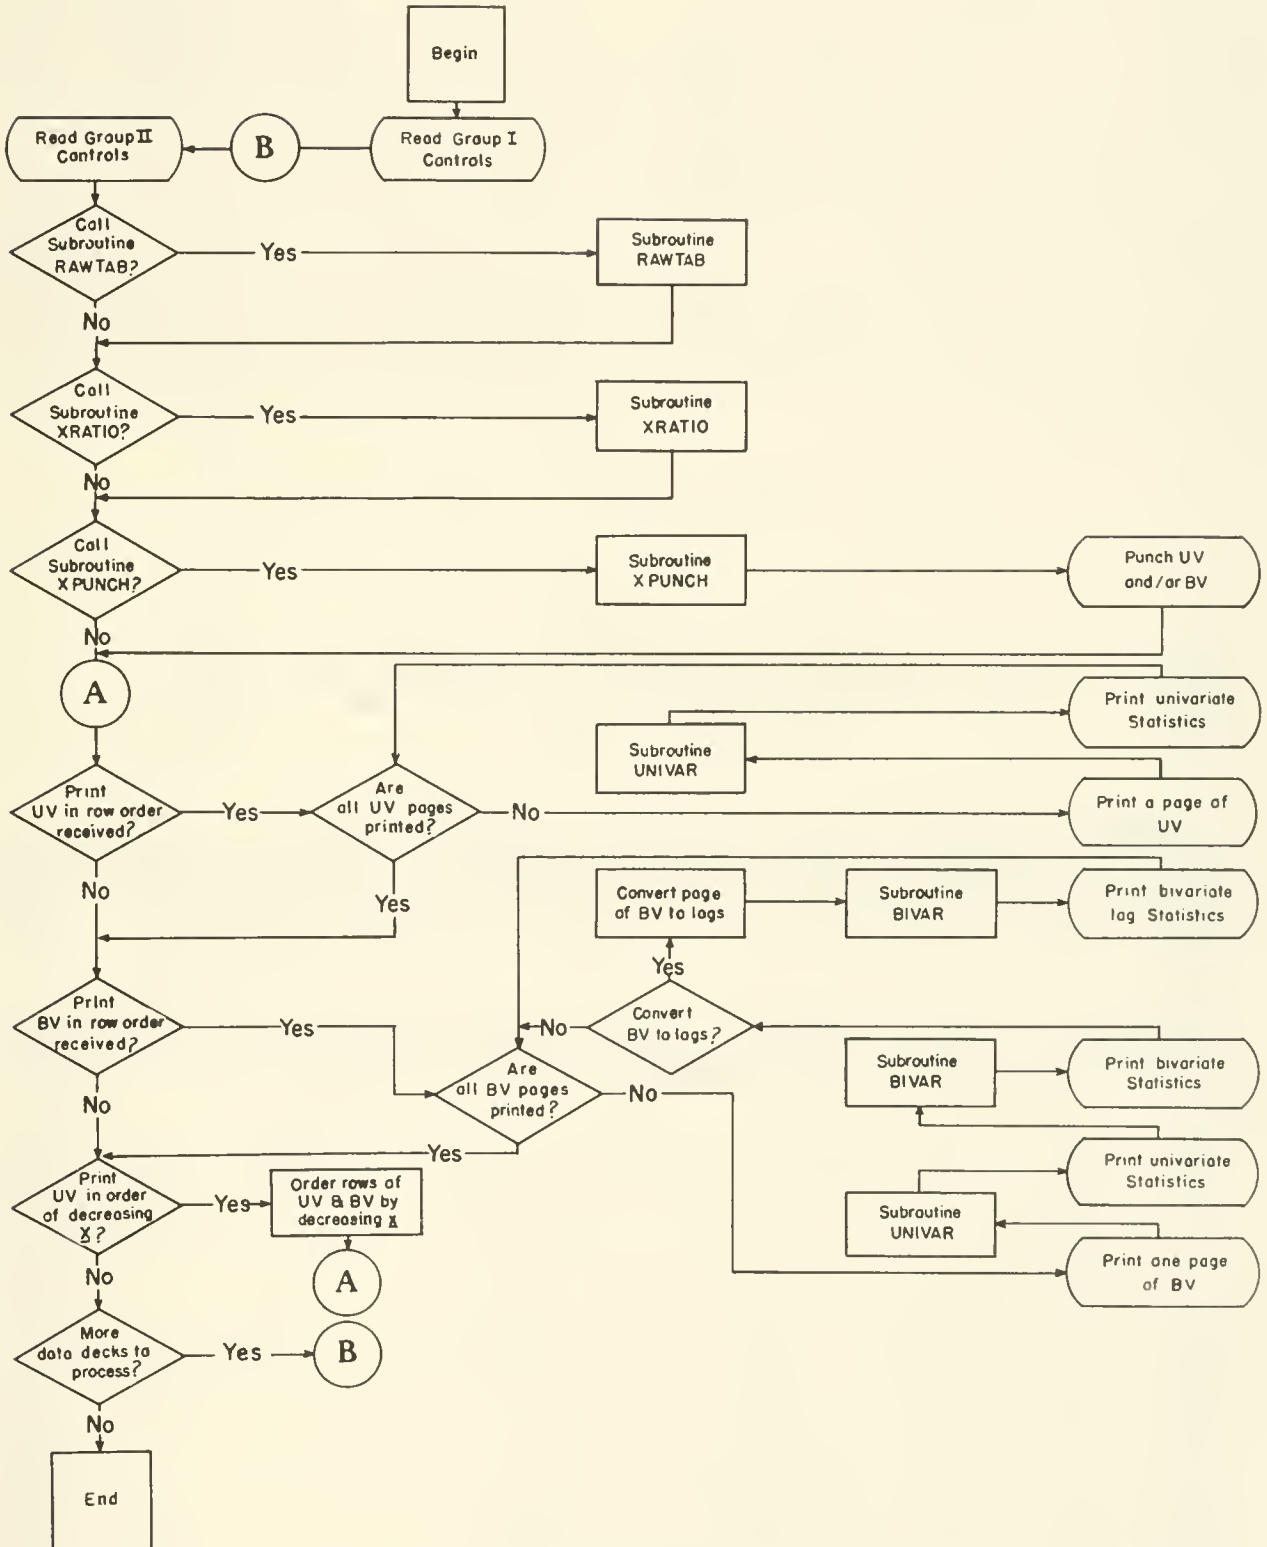 Begin
Read Group II
Controls
B
Read Group I
Controls
Call
Subroutine
RAWTAB?
Yes
Subroutine
RAWTAB
No
Call
Subroutine
XRATIO?
Yes
Subroutine
XRATIO
No
Call
Subroutine
XPUNCH?
Yes
Subroutine
XPUNCH
Punch UV
and/or BV
No
A
Print univariate
Statistics
Subroutine
UNIVAR
Print
UV in row order
received?
Yes
Are
all UV pages
printed?
No
Print a page of
UV
No
Yes
Convert page
of BV to lags
Subroutine
BIVAR
Print bivariate
lag Statistics
Yes
Print
BV in row order
received?
Yes
No
Convert
BV to lags?
Subroutine
BIVAR
Print bivariate
Statistics
Are
all BV pages
printed?
No
No
Yes
Print univariate
Statistics
Print
UV in order
of decreasing
X?
Yes
Order rows of
UV & BV by
decreasing X
Subroutine
UNIVAR
Print one page
of BV
No
A
More
data decks to
process?
Yes
B
No
End